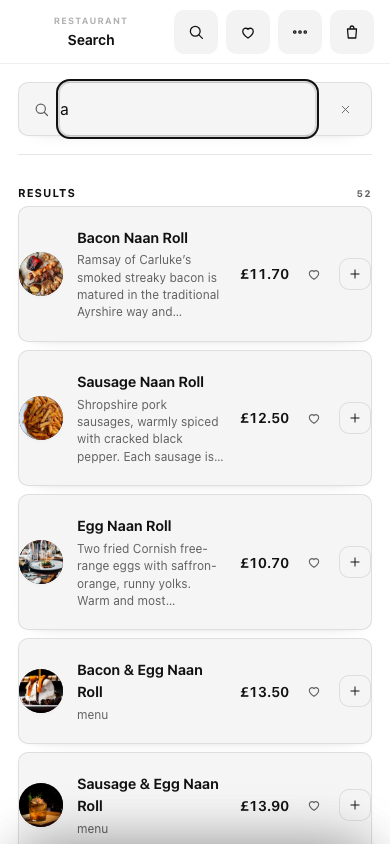 RESTAURANT
Search
a
RESULTS
52
Bacon Naan Roll
Ramsay of Carluke’s
smoked streaky bacon is
matured in the traditional
Ayrshire way and...
£11.70
Sausage Naan Roll
Shropshire pork
sausages, warmly spiced
with cracked black
pepper. Each sausage is...
£12.50
Egg Naan Roll
Two fried Cornish free-
range eggs with saffron-
orange, runny yolks.
Warm and most...
£10.70
Bacon & Egg Naan
Roll
menu
£13.50
Sausage & Egg Naan
Roll
menu
£13.90